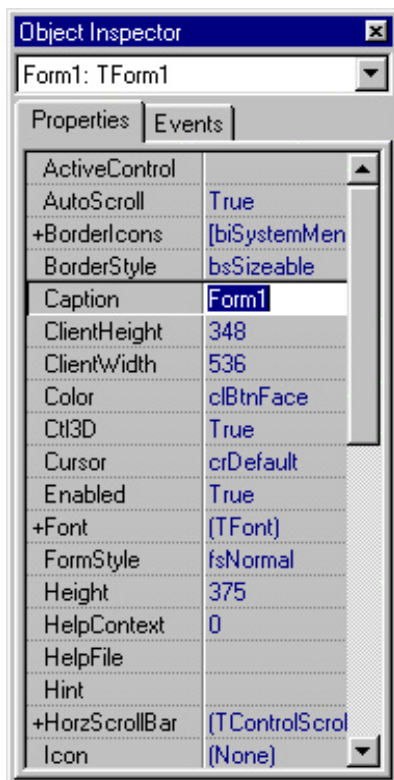 Object Inspector
Form1: TForm1
Properties Events
ActiveControl
AutoScroll True
+BorderIcons [biSystemMen
BorderStyle bsSizeable
Caption Form1
ClientHeight 348
ClientWidth 536
Color clBtnFace
Ctl3D True
Cursor crDefault
Enabled True
+Font (TFont)
FormStyle fsNormal
Height 375
HelpContext 0
HelpFile
Hint
+HorzScrollBar (TControlScrol
Icon (None)